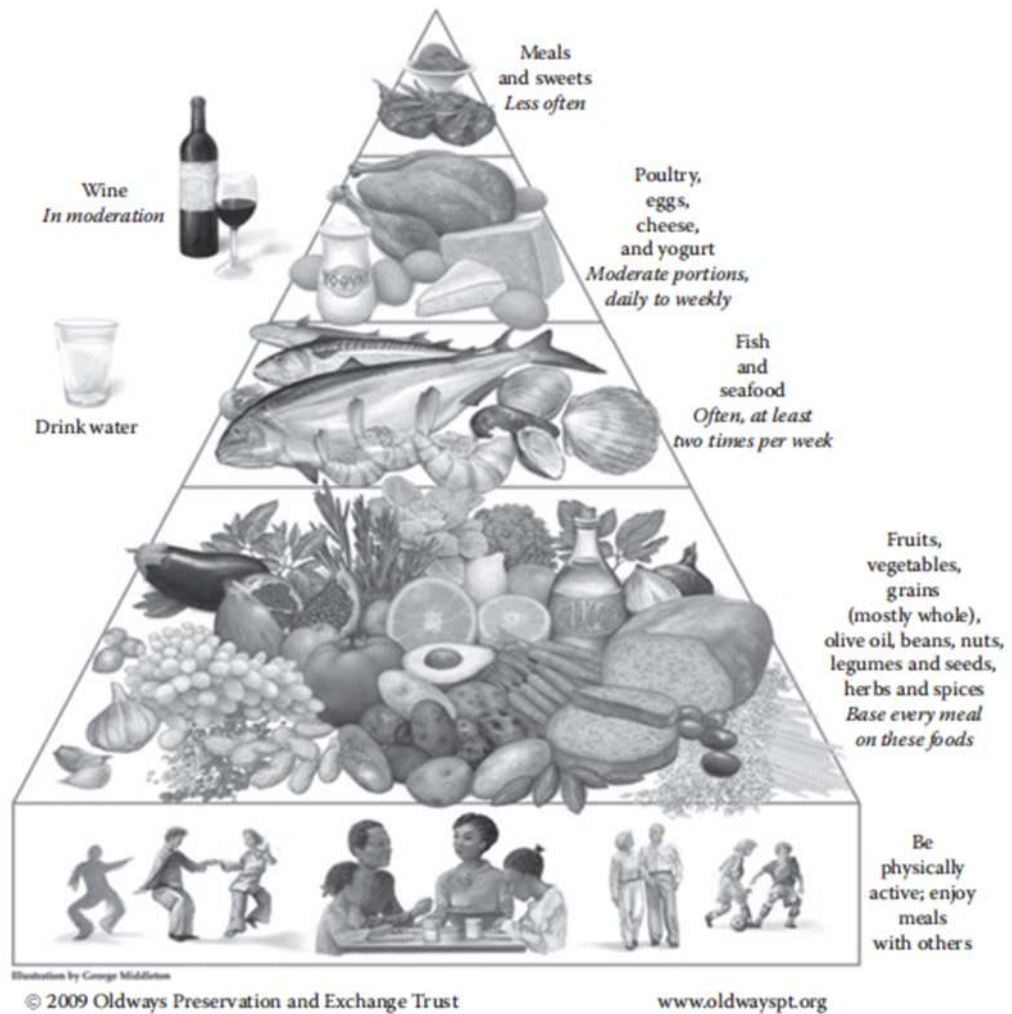 Meals
and sweets
Less often
Wine
In moderation
Poultry,
eggs,
cheese,
and yogurt
Moderate portions,
daily to weekly
YOGURT
Drink water
Fish
and
seafood
Often, at least
two times per week
Fruits,
vegetables,
grains
(mostly whole),
olive oil, beans, nuts,
legumes and seeds,
herbs and spices
Base every meal
on these foods
Be
physically
active; enjoy
meals
with others
Illustration by George Middleton
© 2009 Oldways Preservation and Exchange Trust
www.oldwayspt.org